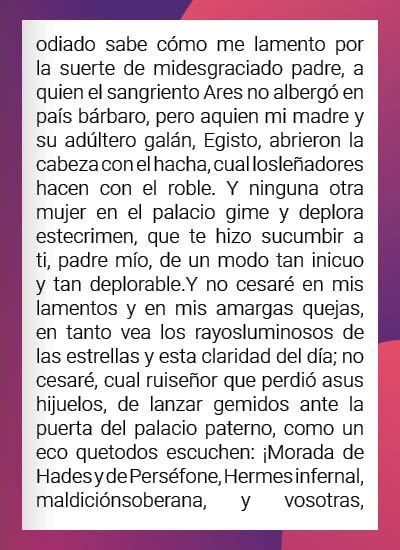 odiado sabe cómo me lamento por
la suerte de midesgraciado padre, a
quien el sangriento Ares no albergó en
país bárbaro, pero aquien mi madre y
su adúltero galán, Egisto, abrieron la
cabeza con el hacha, cual losleñadores
hacen con el roble. Y ninguna otra
mujer en el palacio gime y deplora
estecrimen, que te hizo sucumbir a
ti, padre mío, de un modo tan inicuo
y tan deplorable.Y no cesaré en mis
lamentos y en mis amargas quejas,
en tanto vea los rayosluminosos de
las estrellas y esta claridad del día; no
cesaré, cual ruiseñor que perdió asus
hijuelos, de lanzar gemidos ante la
puerta del palacio paterno, como un
eco quetodos escuchen: ¡Morada de
Hades y de Perséfone, Hermes infernal,
maldiciónsoberana, y vosotras,